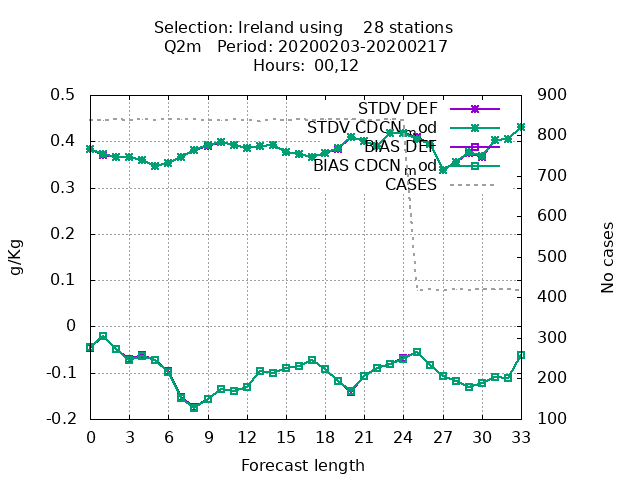 Selection: Ireland using    28 stations
Q2m   Period: 20200203-20200217
Hours:  00,12
STDV DEF
STDV CDCN_mod
BIAS DEF
BIAS CDCN_mod
CASES
0.5
0.4
0.3
0.2
0.1
0
-0.1
-0.2
g/Kg
900
800
700
600
500
400
300
200
100
No cases
0 3 6 9 12 15 18 21 24 27 30 33
Forecast length